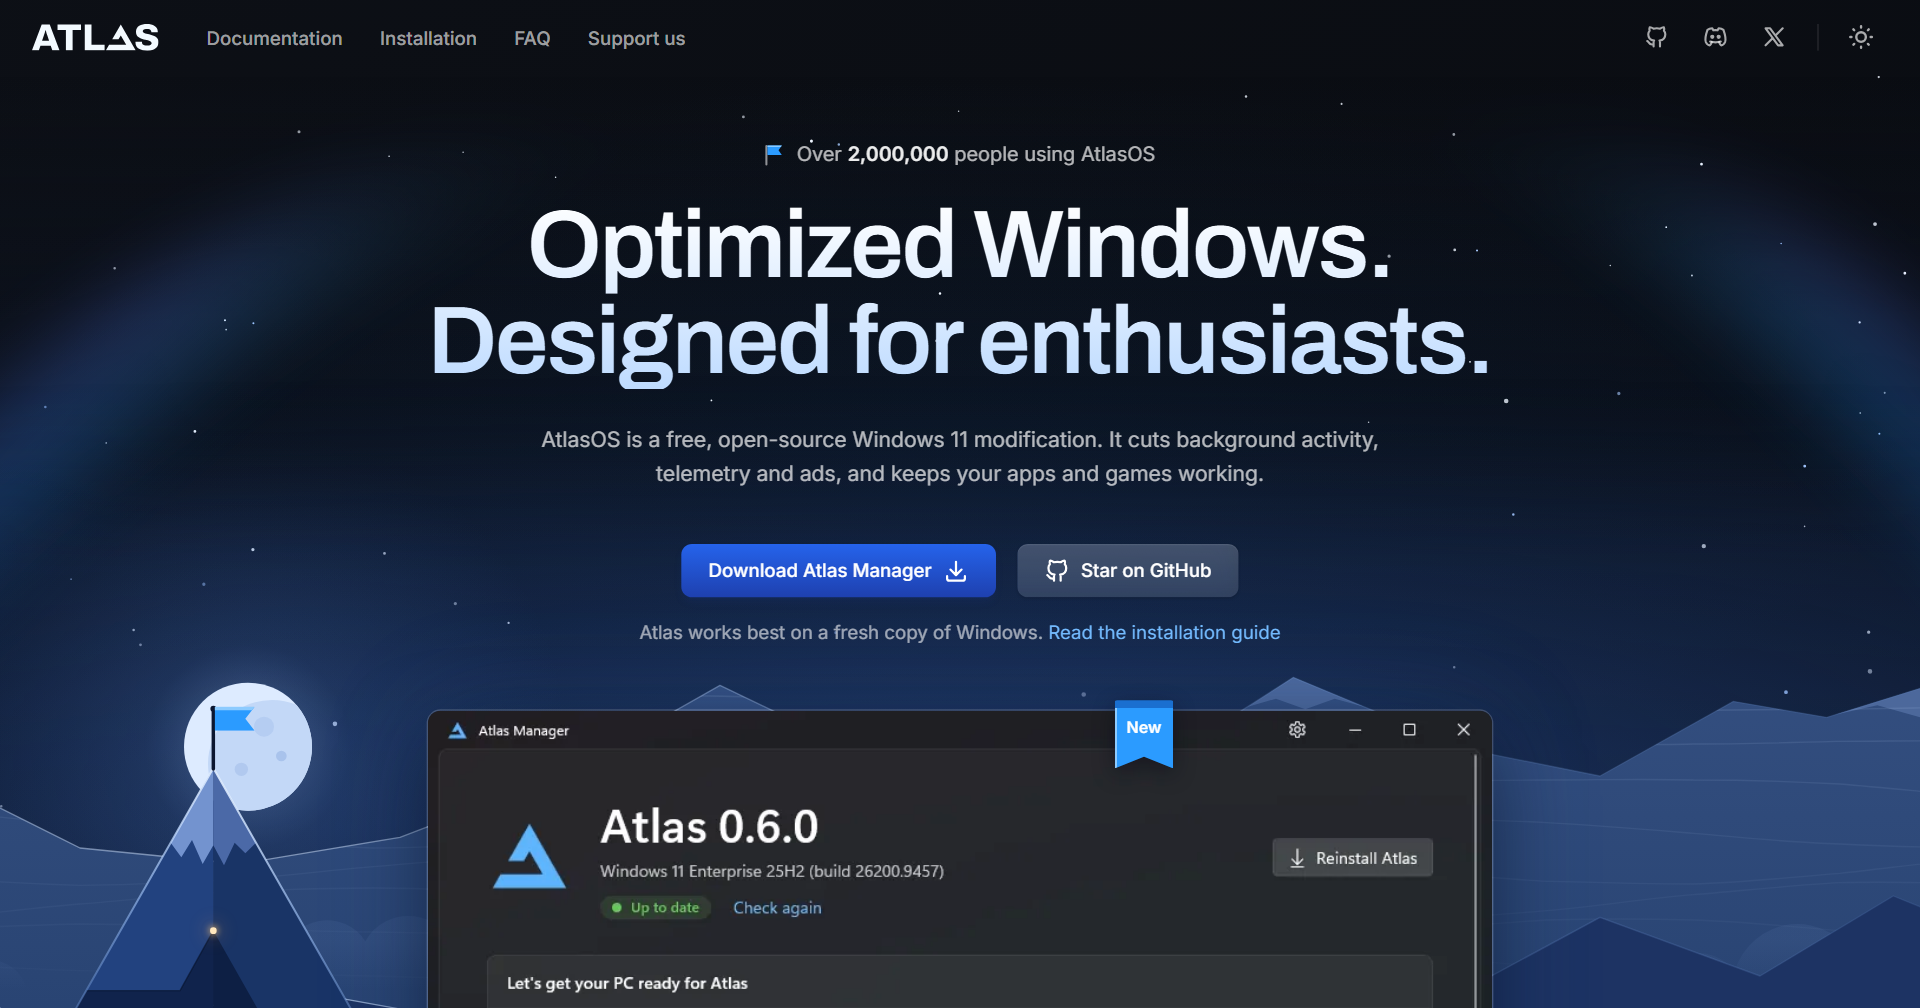 ATLAS
Documentation
Installation
FAQ
Support us
Over 2,000,000 people using AtlasOS
Optimized Windows.
Designed for enthusiasts.
AtlasOS is a free, open-source Windows 11 modification. It cuts background activity,
telemetry and ads, and keeps your apps and games working.
Download Atlas Manager
Star on GitHub
Atlas works best on a fresh copy of Windows. Read the installation guide
Atlas Manager
New
Atlas 0.6.0
Windows 11 Enterprise 25H2 (build 26200.9457)
Reinstall Atlas
Up to date
Check again
Let's get your PC ready for Atlas